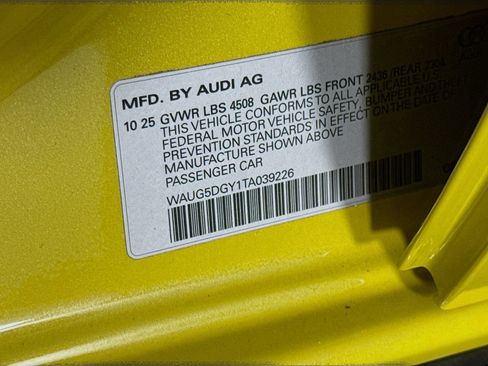 MFD. BY AUDI AG
10 25 GVWR LBS 4508 GAWR LBS FRONT 2436 /REAR 2304
THIS VEHICLE CONFORMS TO ALL APPLICABLE U.S.
FEDERAL MOTOR VEHICLE SAFETY, BUMPER AND THEFT
PREVENTION STANDARDS IN EFFECT ON THE DATE OF
MANUFACTURE SHOWN ABOVE
PASSENGER CAR
WAUG5DGY1TA039226